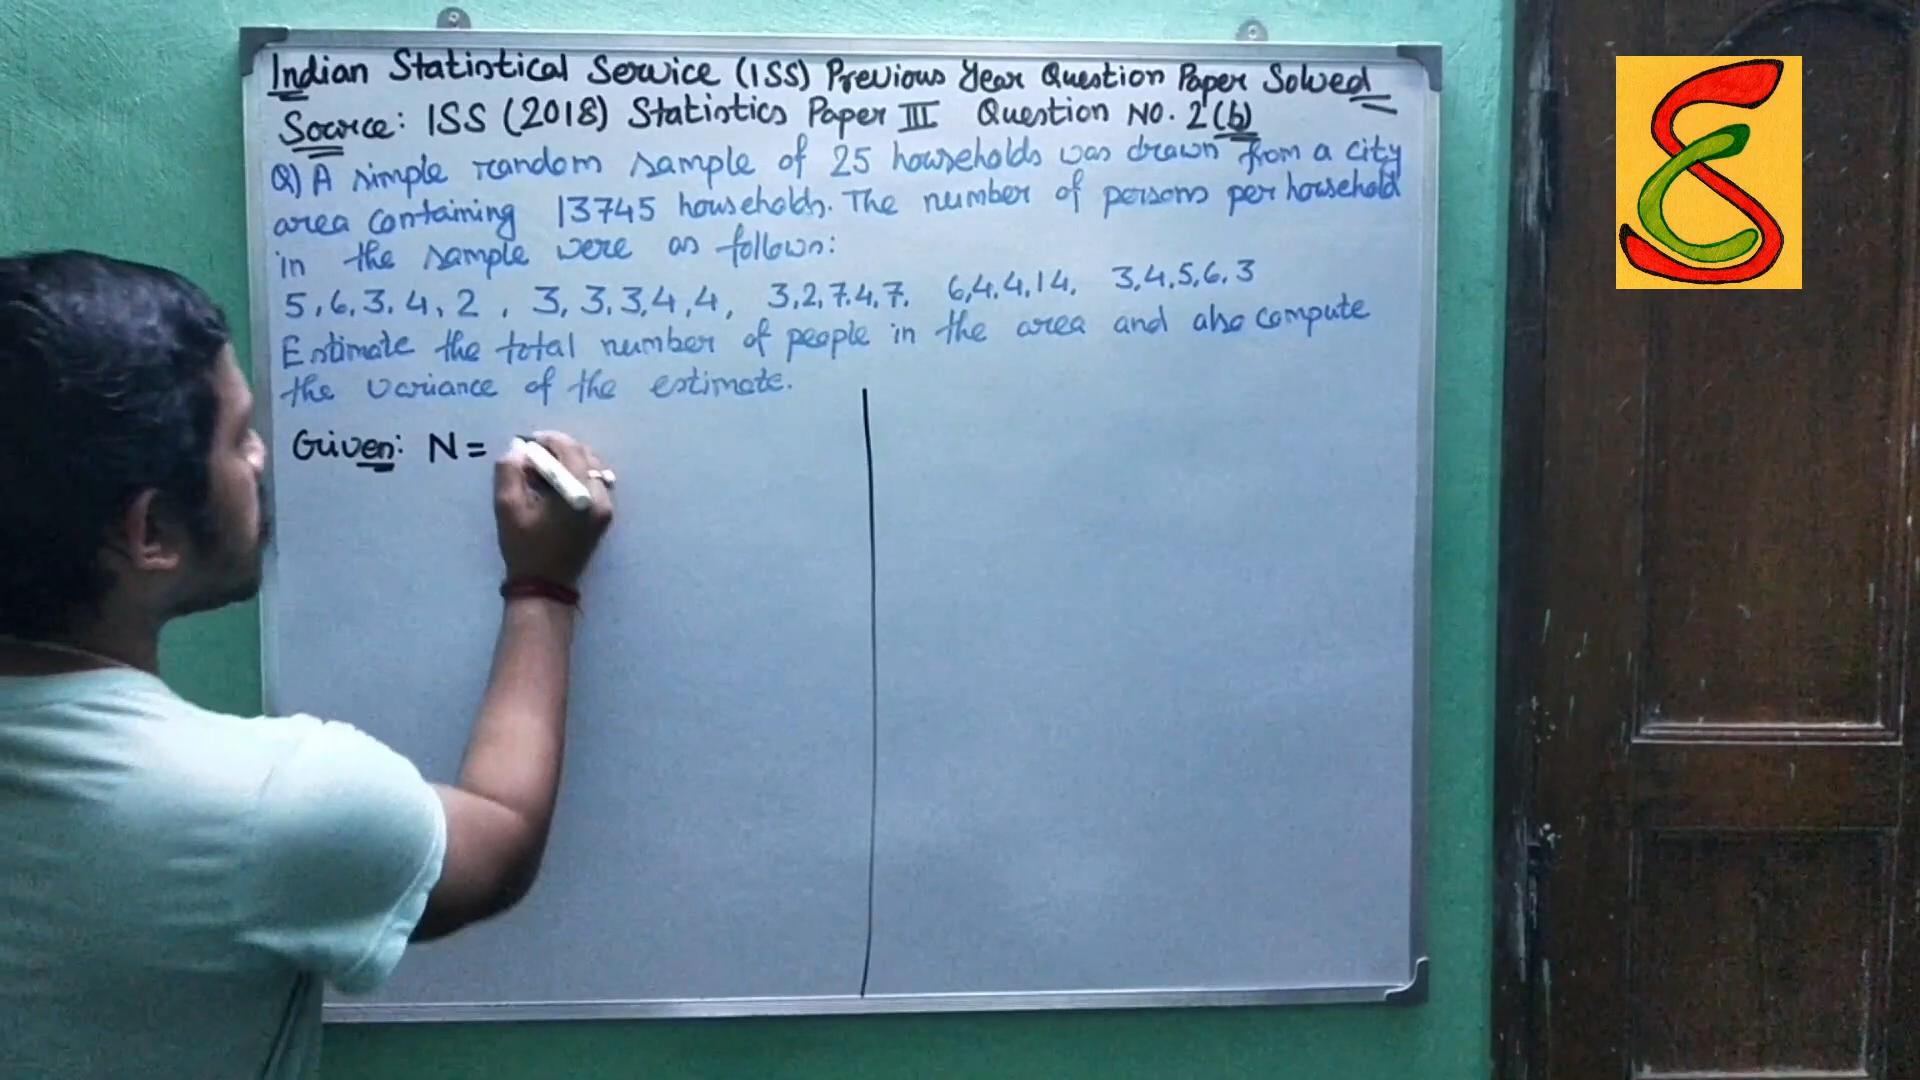 Indian Statistical Service (ISS) Previous Year Question Paper Solved
Source: ISS (2018) Statistics Paper III Question No. 2(b)
Q) A simple random sample of 25 households was drawn from a city
area containing 13745 households. The number of persons per household
in the sample were as follows:
5, 6, 3, 4, 2, 3, 3, 3, 4, 4, 3, 2, 7, 4, 7, 6, 4, 4, 14, 3, 4, 5, 6, 3
Estimate the total number of people in the area and also compute
the variance of the estimate.
Given: N =